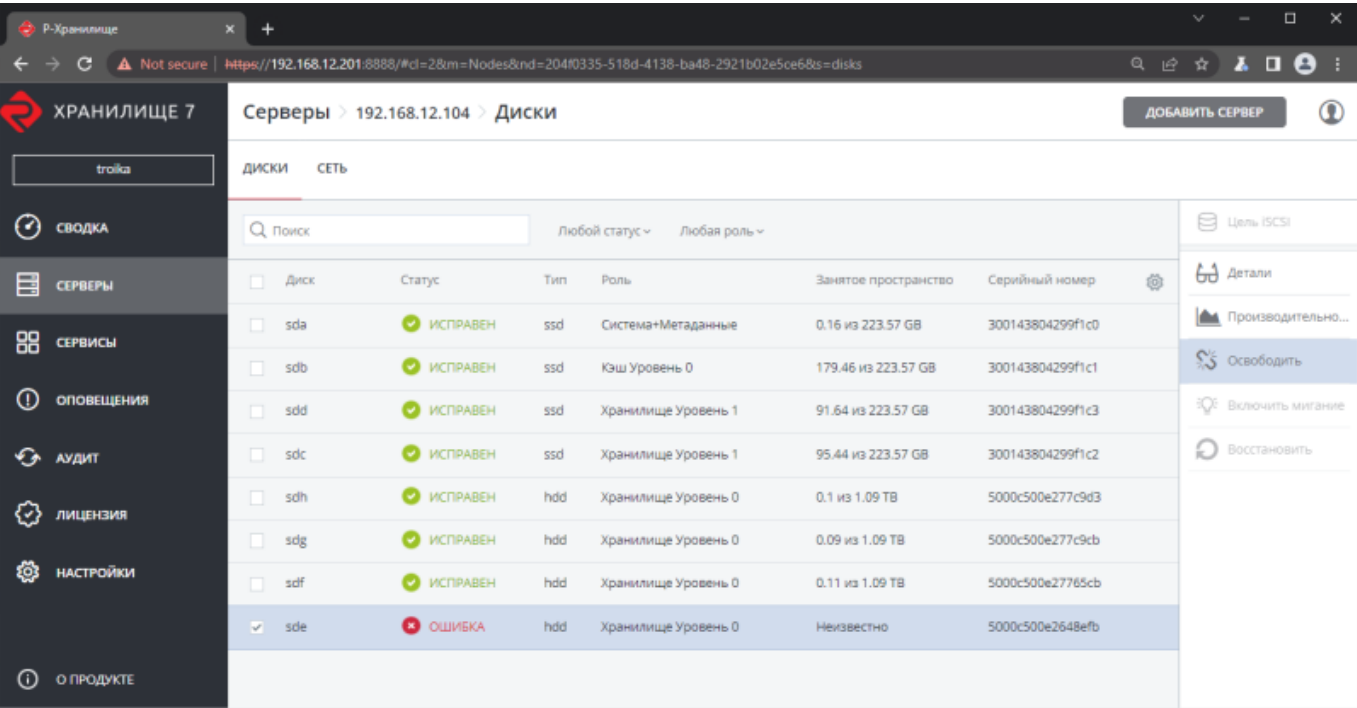 Р-Хранилище
Not secure https://192.168.12.201:8888/#cl=2&m=Nodes&nd=204f0335-518d-4138-ba48-2921b02e5ce6&s=disks
ХРАНИЛИЩЕ 7
Серверы > 192.168.12.104 > Диски
ДОБАВИТЬ СЕРВЕР
troika
ДИСКИ СЕТЬ
СВОДКА
СЕРВЕРЫ
СЕРВИСЫ
ОПОВЕЩЕНИЯ
АУДИТ
ЛИЦЕНЗИЯ
НАСТРОЙКИ
О ПРОДУКТЕ
Поиск Любой статус Любая роль
Диск Статус Тип Роль Занятое пространство Серийный номер
sda ИСПРАВЕН ssd Система+Метаданные 0.16 из 223.57 GB 300143804299f1c0
sdb ИСПРАВЕН ssd Кэш Уровень 0 179.46 из 223.57 GB 300143804299f1c1
sdd ИСПРАВЕН ssd Хранилище Уровень 1 91.64 из 223.57 GB 300143804299f1c3
sdc ИСПРАВЕН ssd Хранилище Уровень 1 95.44 из 223.57 GB 300143804299f1c2
sdh ИСПРАВЕН hdd Хранилище Уровень 0 0.1 из 1.09 TB 5000c500e277c9d3
sdg ИСПРАВЕН hdd Хранилище Уровень 0 0.09 из 1.09 TB 5000c500e277c9cb
sdf ИСПРАВЕН hdd Хранилище Уровень 0 0.11 из 1.09 TB 5000c500e27765cb
sde ОШИБКА hdd Хранилище Уровень 0 Неизвестно 5000c500e2648efb
Цель iSCSI
Детали
Производительно...
Освободить
Включить мигание
Восстановить